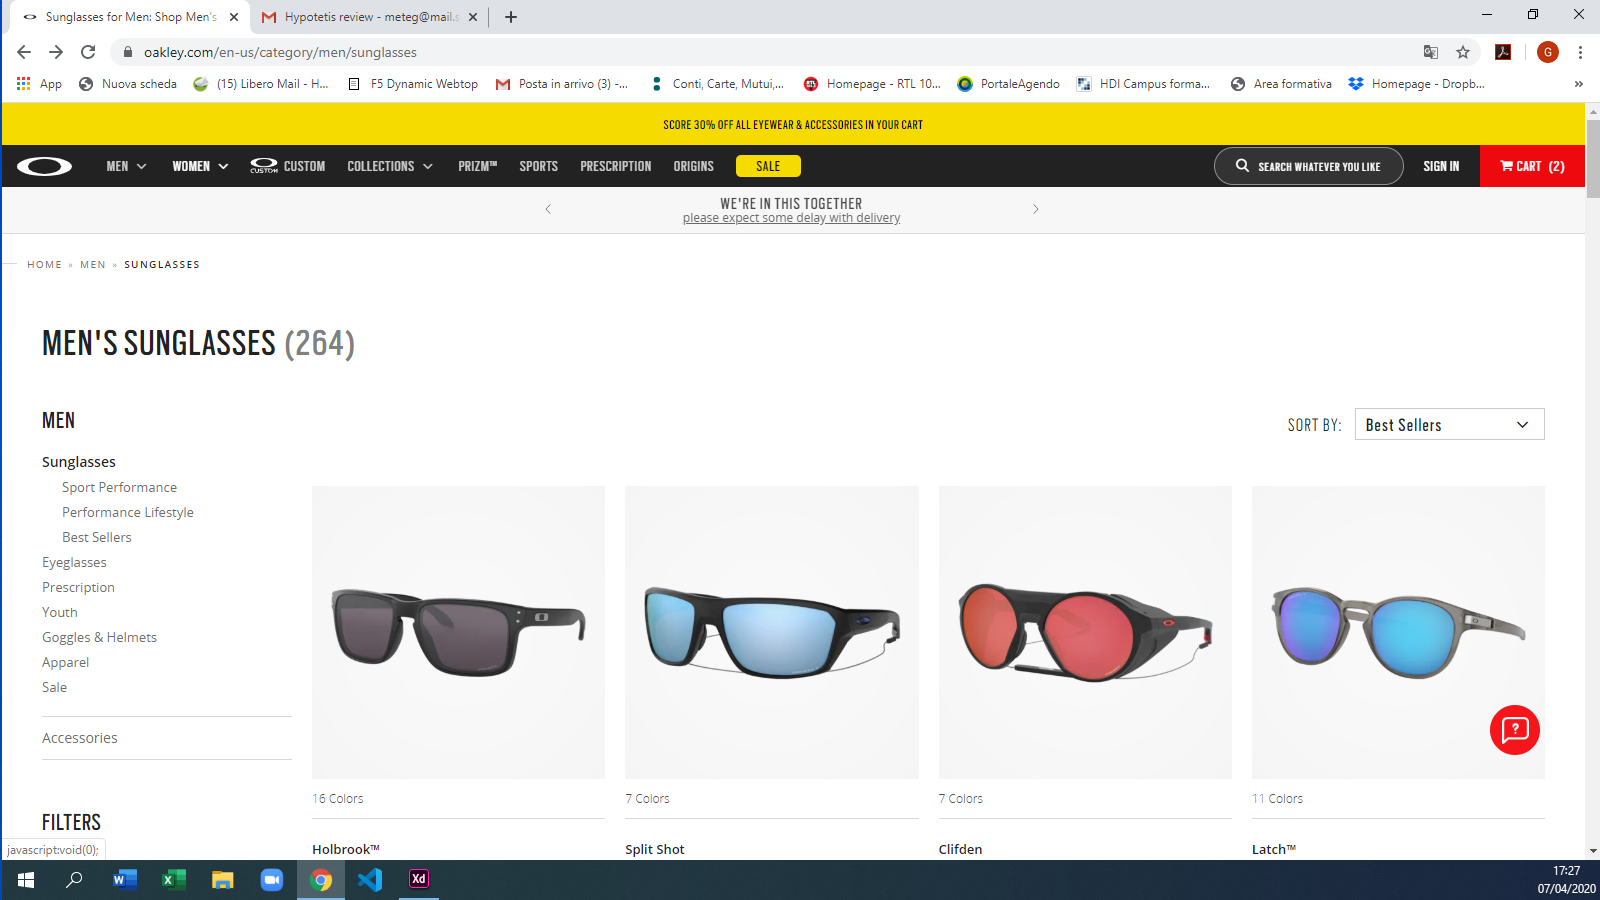 Sunglasses for Men: Shop Men's
Hypotetis review - meteg@mail.s
oakley.com/en-us/category/men/sunglasses
G
App
Nuova scheda
(15) Libero Mail - H...
F5 Dynamic Webtop
Posta in arrivo (3) -...
Conti, Carte, Mutui,...
Homepage - RTL 10...
PortaleAgendo
HDI Campus forma...
Area formativa
Homepage - Dropb...
»
SCORE 30% OFF ALL EYEWEAR & ACCESSORIES IN YOUR CART
MEN
WOMEN
CUSTOM
CUSTOM
COLLECTIONS
PRIZM™
SPORTS
PRESCRIPTION
ORIGINS
SALE
SEARCH WHATEVER YOU LIKE
SIGN IN
CART (2)
WE'RE IN THIS TOGETHER
please expect some delay with delivery
HOME » MEN » SUNGLASSES
MEN'S SUNGLASSES (264)
MEN
SORT BY:
Best Sellers
Sunglasses
Sport Performance
Performance Lifestyle
Best Sellers
Eyeglasses
Prescription
Youth
Goggles & Helmets
Apparel
Sale
Accessories
FILTERS
16 Colors
7 Colors
7 Colors
11 Colors
Holbrook™
Split Shot
Clifden
Latch™
javascript:void(0);
Xd
17:27
07/04/2020